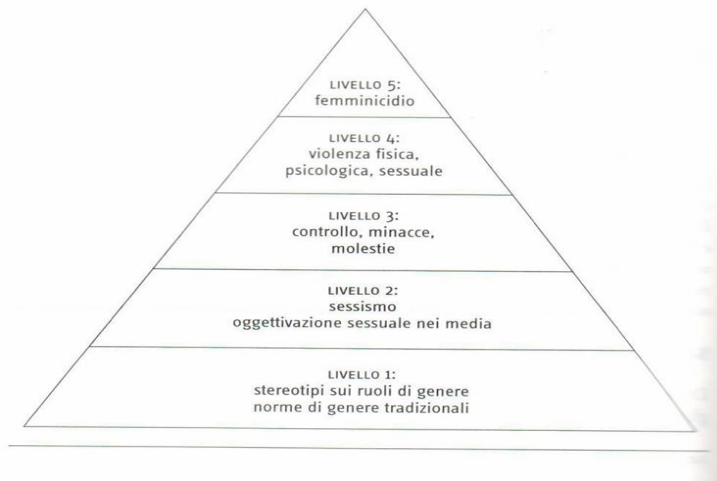 LIVELLO 5:
femminicidio
LIVELLO 4:
violenza fisica,
psicologica, sessuale
LIVELLO 3:
controllo, minacce,
molestie
LIVELLO 2:
sessismo
oggettivazione sessuale nei media
LIVELLO 1:
stereotipi sui ruoli di genere
norme di genere tradizionali